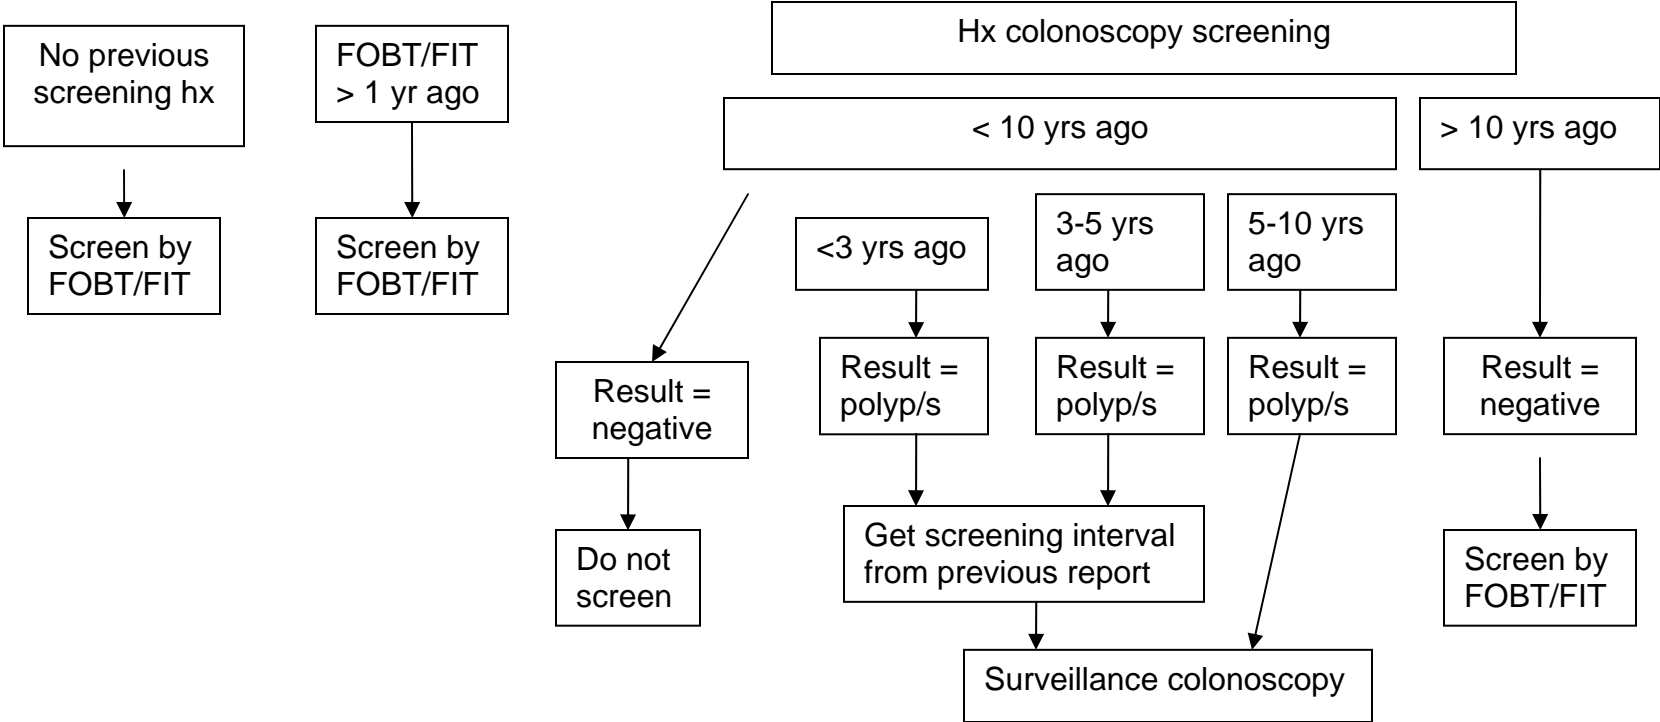 No previous
screening hx
FOBT/FIT
> 1 yr ago
Hx colonoscopy screening
< 10 yrs ago
> 10 yrs ago
Screen by
FOBT/FIT
Screen by
FOBT/FIT
<3 yrs ago
3-5 yrs
ago
5-10 yrs
ago
Result =
negative
Result =
polyp/s
Result =
polyp/s
Result =
polyp/s
Result =
negative
Do not
screen
Get screening interval
from previous report
Screen by
FOBT/FIT
Surveillance colonoscopy